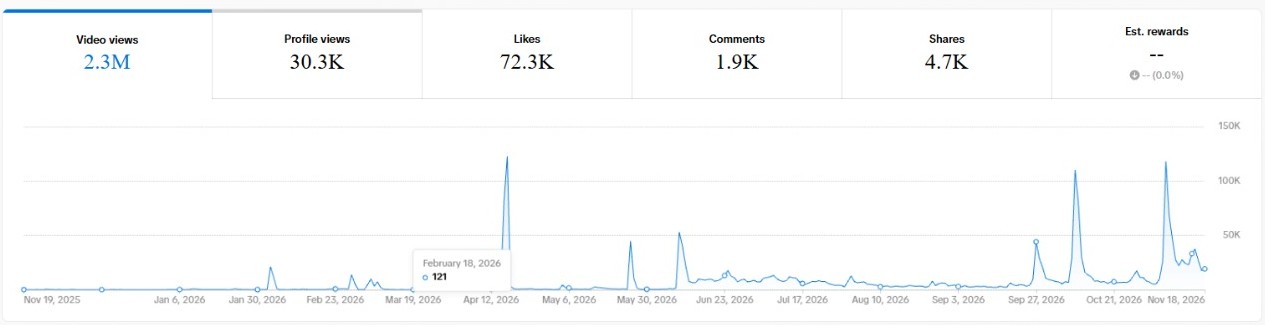 Video views
2.3M
Profile views
30.3K
Likes
72.3K
Comments
1.9K
Shares
4.7K
Est. rewards
--
-- (0.0%)
150K
100K
50K
February 18, 2026
121
Nov 19, 2025 Jan 6, 2026 Jan 30, 2026 Feb 23, 2026 Mar 19, 2026 Apr 12, 2026 May 6, 2026 May 30, 2026 Jun 23, 2026 Jul 17, 2026 Aug 10, 2026 Sep 3, 2026 Sep 27, 2026 Oct 21, 2026 Nov 18, 2026